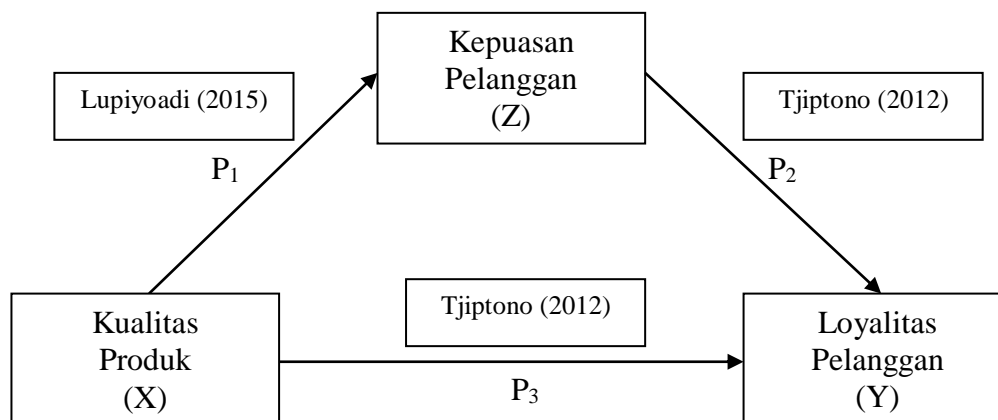 Kepuasan
Pelanggan
(Z)
Lupiyoadi (2015)
Tjiptono (2012)
P₁
P₂
Tjiptono (2012)
Kualitas
Produk
(X)
Loyalitas
Pelanggan
(Y)
P₃